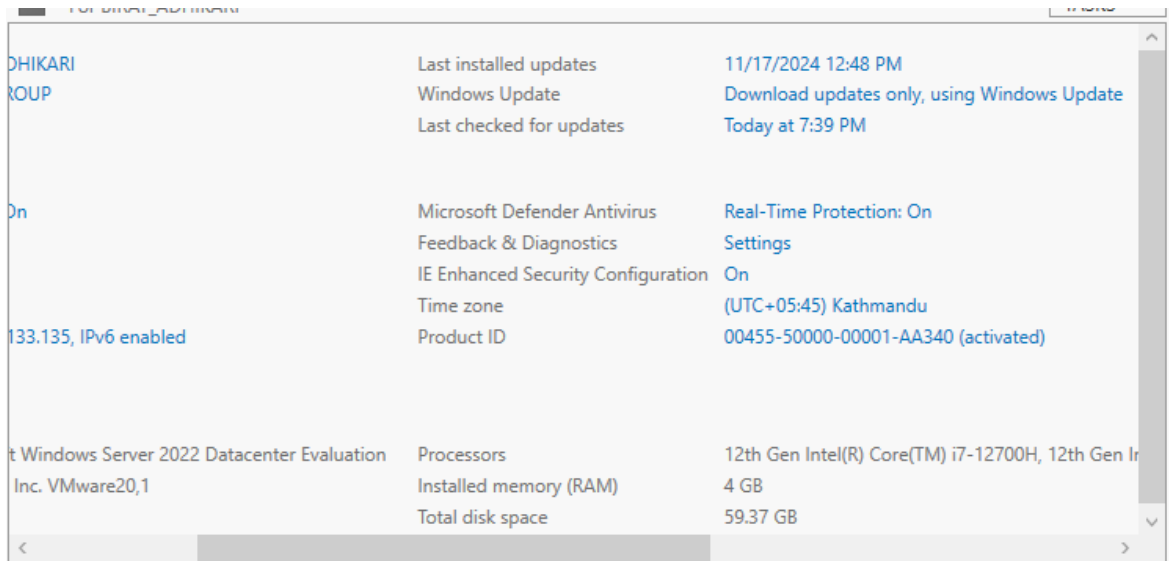 DHIKARI Last installed updates 11/17/2024 12:48 PM
ROUP Windows Update Download updates only, using Windows Update
Last checked for updates Today at 7:39 PM
On Microsoft Defender Antivirus Real-Time Protection: On
Feedback & Diagnostics Settings
IE Enhanced Security Configuration On
Time zone (UTC+05:45) Kathmandu
133.135, IPv6 enabled Product ID 00455-50000-00001-AA340 (activated)
t Windows Server 2022 Datacenter Evaluation Processors 12th Gen Intel(R) Core(TM) i7-12700H, 12th Gen In
Inc. VMware20,1 Installed memory (RAM) 4 GB
Total disk space 59.37 GB